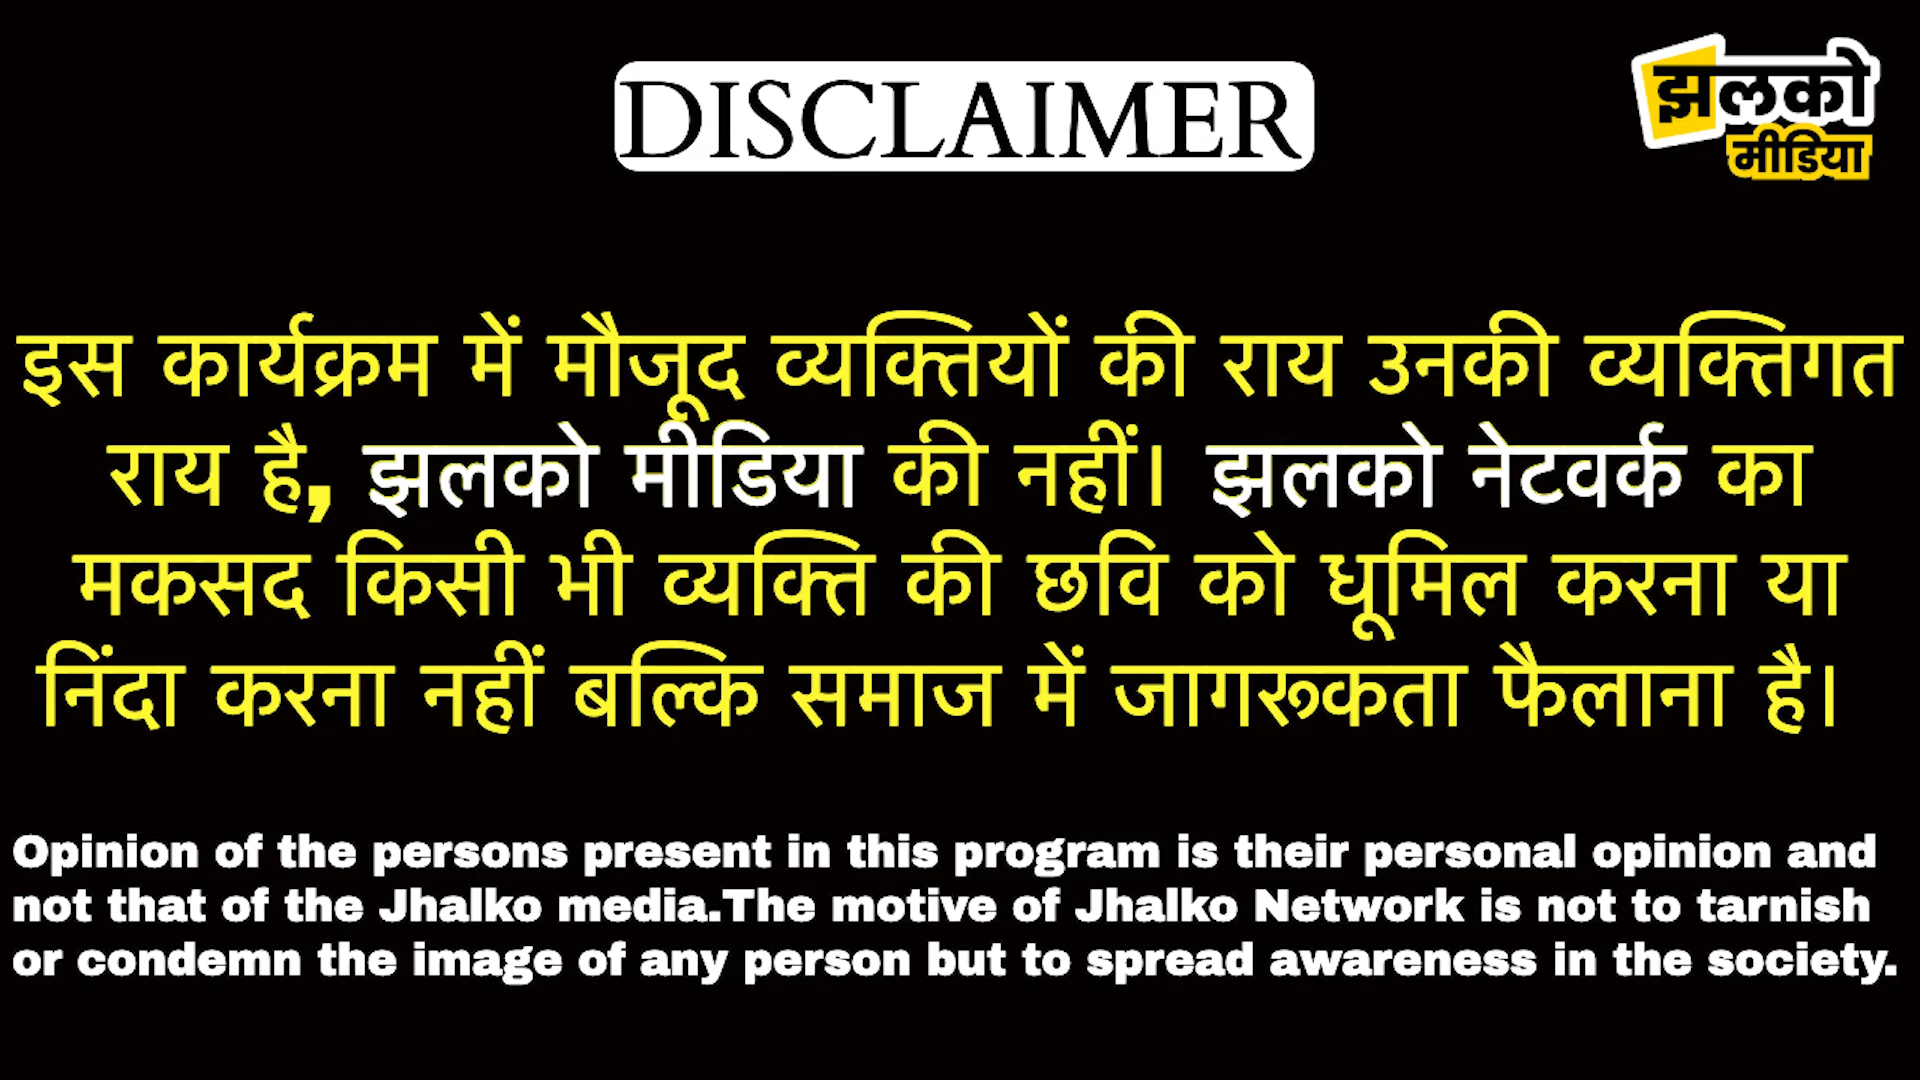 DISCLAIMER
झलको
मीडिया
इस कार्यक्रम में मौजूद व्यक्तियों की राय उनकी व्यक्तिगत
राय है, झलको मीडिया की नहीं। झलको नेटवर्क का
मकसद किसी भी व्यक्ति की छवि को धूमिल करना या
निंदा करना नहीं बल्कि समाज में जागरूकता फैलाना है।
Opinion of the persons present in this program is their personal opinion and
not that of the Jhalko media.The motive of Jhalko Network is not to tarnish
or condemn the image of any person but to spread awareness in the society.